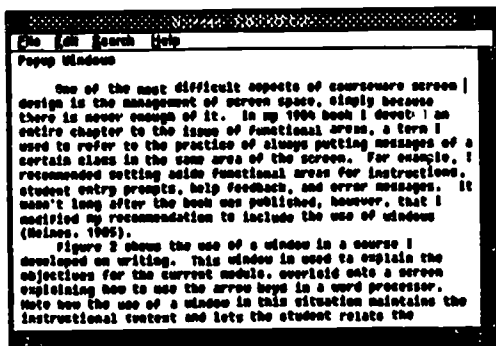 File Edit Search Help
Popup Windows
One of the most difficult aspects of courseware screen
design is the management of screen space, simply because
there is never enough of it. In my 1984 book I devoted an
entire chapter to the issue of functional areas, a term I
used to refer to the practice of always putting messages of a
certain class in the same area of the screen. For example, I
recommended setting aside functional areas for instructions,
student entry prompts, help feedback, and error messages. It
wasn't long after the book was published, however, that I
modified my recommendation to include the use of windows
(Heines, 1985).
Figure 2 shows the use of a window in a course I
developed on writing. This window is used to explain the
objectives for the current module, overlaid onto a screen
explaining how to use the arrow keys in a word processor.
Note how the use of a window in this situation maintains the
instructional context and lets the student relate the